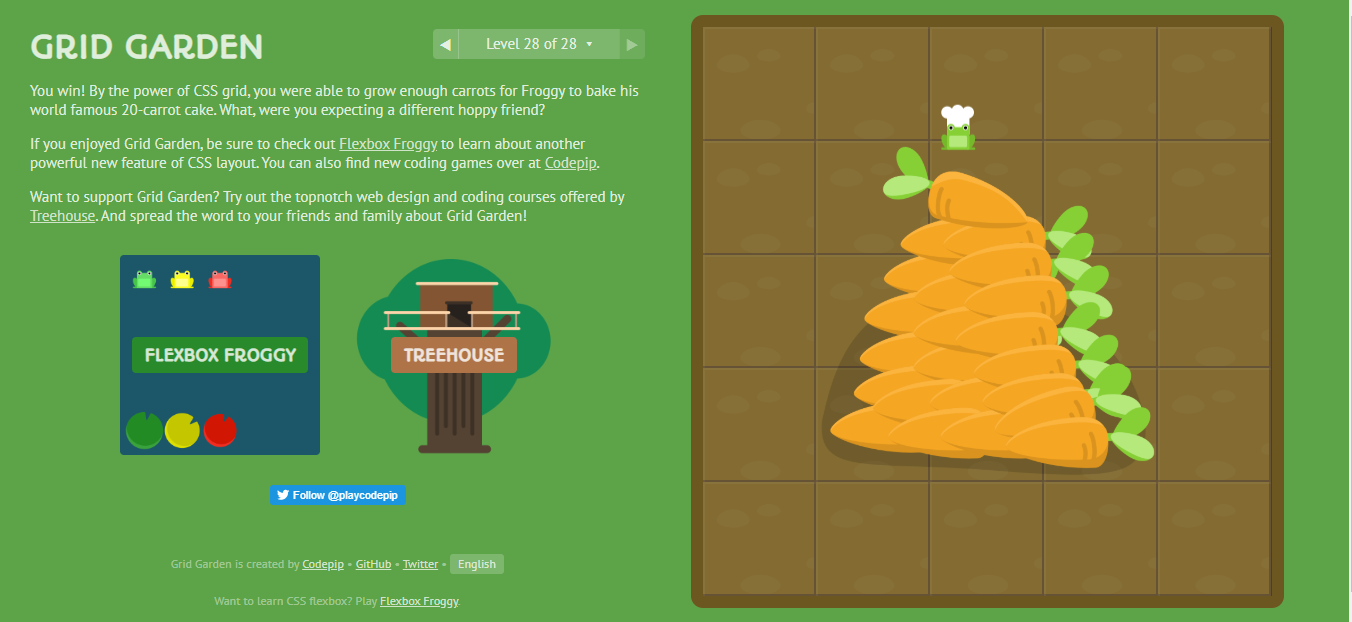 GRID GARDEN
Level 28 of 28
You win! By the power of CSS grid, you were able to grow enough carrots for Froggy to bake his
world famous 20-carrot cake. What, were you expecting a different hoppy friend?
If you enjoyed Grid Garden, be sure to check out Flexbox Froggy to learn about another
powerful new feature of CSS layout. You can also find new coding games over at Codepip.
Want to support Grid Garden? Try out the topnotch web design and coding courses offered by
Treehouse. And spread the word to your friends and family about Grid Garden!
FLEXBOX FROGGY
TREEHOUSE
Follow @playcodepip
Grid Garden is created by Codepip • GitHub • Twitter • English
Want to learn CSS flexbox? Play Flexbox Froggy.